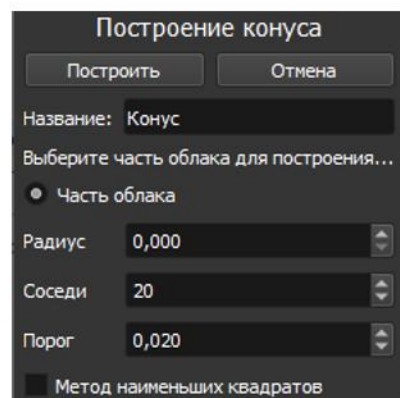 Построение конуса
Построить Отмена
Название: Конус
Выберите часть облака для построения...
Часть облака
Радиус 0,000
Соседи 20
Порог 0,020
Метод наименьших квадратов